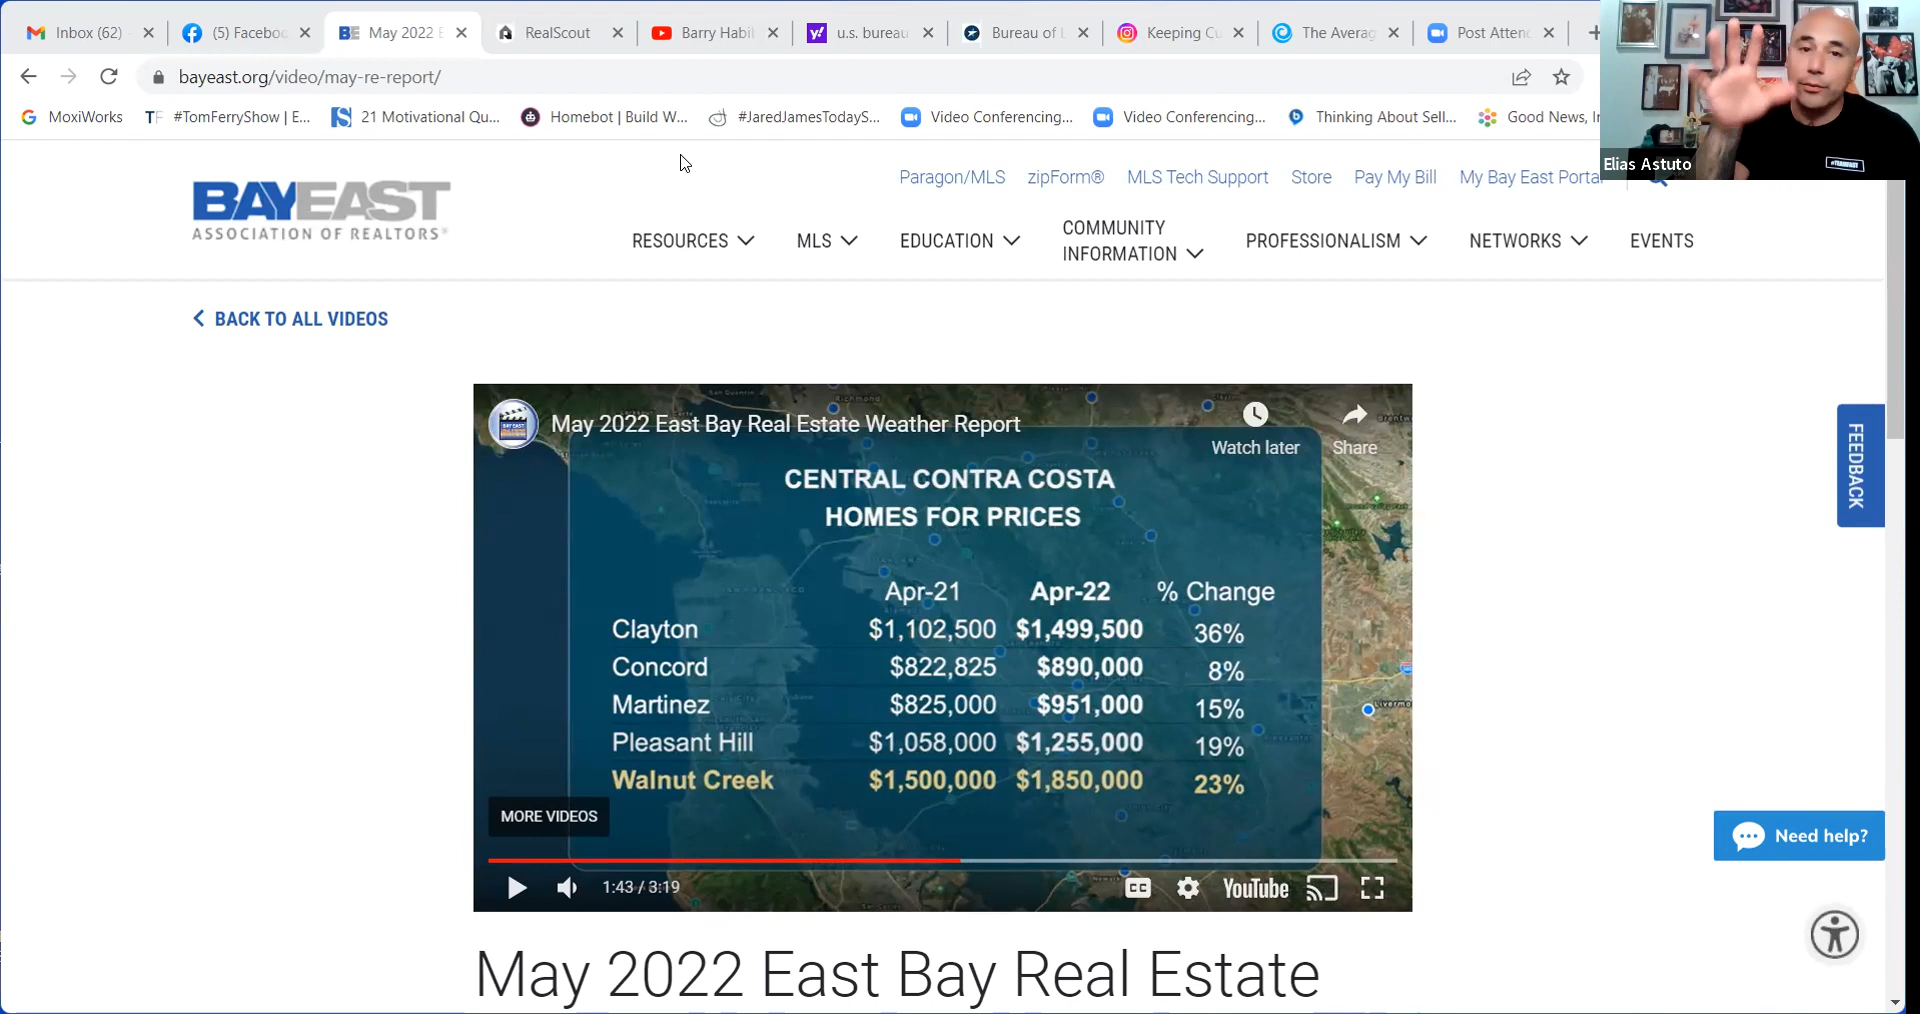 Inbox (62)
(5) Facebo
May 2022 E
RealScout
Barry Habi
u.s. bureau
Bureau of L
Keeping Cu
The Averag
Post Atten
bayeast.org/video/may-re-report/
MoxiWorks
#TomFerryShow | E...
21 Motivational Qu...
Homebot | Build W...
#JaredJamesTodayS...
Video Conferencing...
Video Conferencing...
Thinking About Sell...
Good News, In
Elias Astuto
BAYEAST
ASSOCIATION OF REALTORS®
Paragon/MLS
zipForm®
MLS Tech Support
Store
Pay My Bill
My Bay East Portal
RESOURCES
MLS
EDUCATION
COMMUNITY
INFORMATION
PROFESSIONALISM
NETWORKS
EVENTS
BACK TO ALL VIDEOS
May 2022 East Bay Real Estate Weather Report
Watch later
Share
CENTRAL CONTRA COSTA
HOMES FOR PRICES
Apr-21 Apr-22 % Change
Clayton $1,102,500 $1,499,500 36%
Concord $822,825 $890,000 8%
Martinez $825,000 $951,000 15%
Pleasant Hill $1,058,000 $1,255,000 19%
Walnut Creek $1,500,000 $1,850,000 23%
MORE VIDEOS
1:43 / 3:19
CC
YouTube
FEEDBACK
Need help?
May 2022 East Bay Real Estate